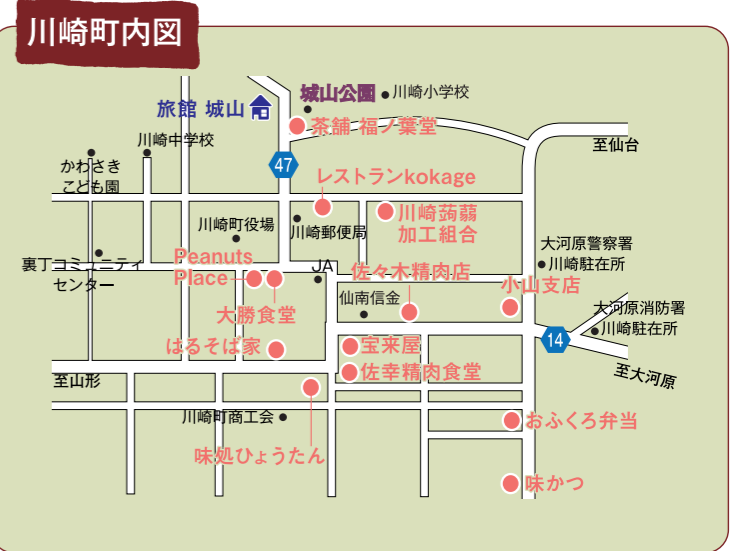 川崎町内図
城山公園
川崎小学校
旅館 城山
茶舗 福ノ葉堂
川崎中学校
至仙台
かわさき
こども園
47
レストランkokage
川崎蒟蒻
加工組合
川崎町役場
川崎郵便局
大河原警察署
川崎駐在所
裏丁コミュニティ
センター
Peanuts
Place
JA
佐々木精肉店
小山支店
仙南信金
大勝食堂
大河原消防署
川崎駐在所
14
はるそば家
宝来屋
佐幸精肉食堂
至山形
至大河原
川崎町商工会
おふくろ弁当
味処ひょうたん
味かつ